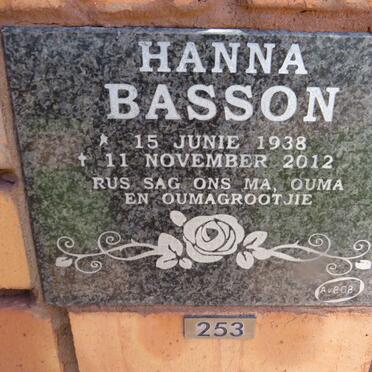 HANNA
BASSON
* 15 JUNIE 1938
† 11 NOVEMBER 2012
RUS SAG ONS MA, OUMA
EN OUMAGROOTJIE
253